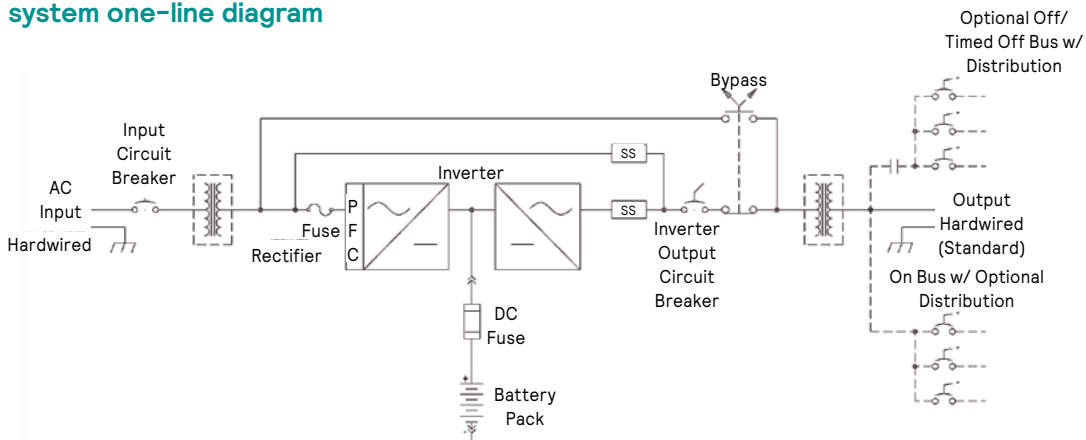 system one-line diagram
Optional Off/
Timed Off Bus w/
Distribution
Bypass
Input
Circuit
Breaker
SS
Inverter
AC
Input
Hardwired
Fuse
Rectifier
P
F
C
SS
Inverter
Output
Circuit
Breaker
Output
Hardwired
(Standard)
On Bus w/ Optional
Distribution
DC
Fuse
+
Battery
Pack
-